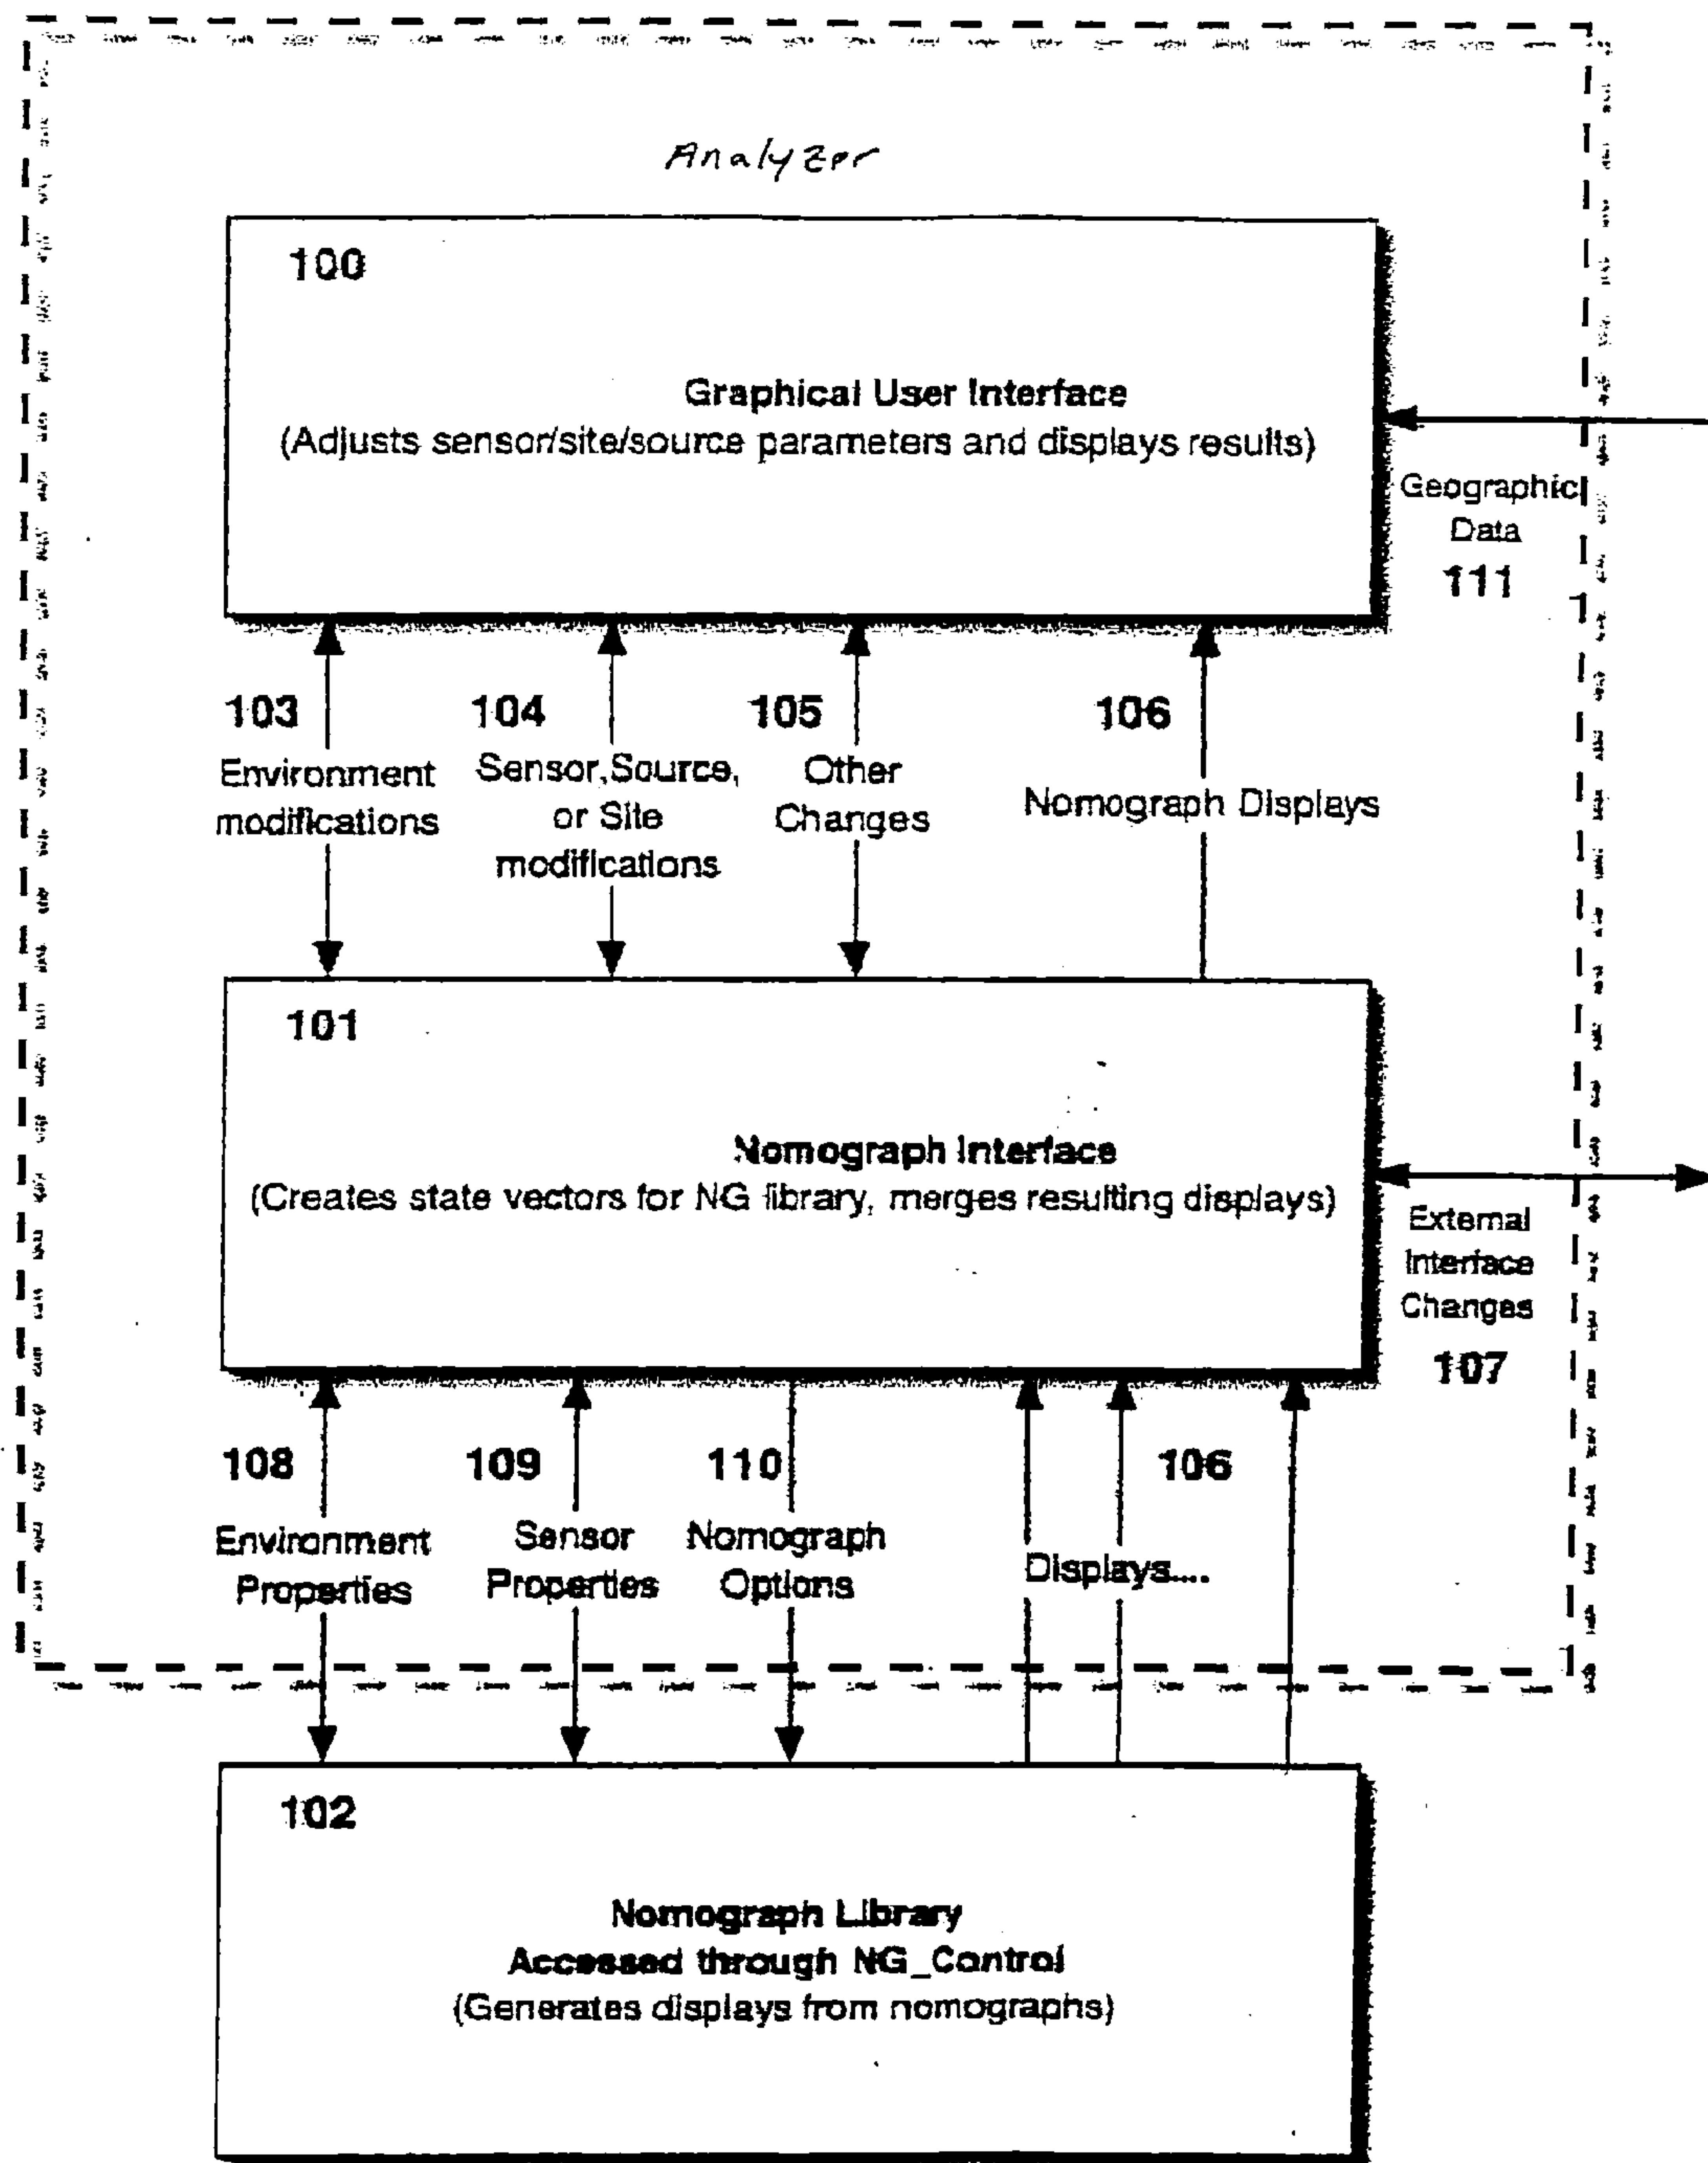 Analyzer
100
Graphical User Interface
(Adjusts sensor/site/source parameters and displays results)
Geographic
Data
111
103
Environment
modifications
104
Sensor,Source,
or Site
modifications
105
Other
Changes
106
Nomograph Displays
101
Nomograph Interface
(Creates state vectors for NG library, merges resulting displays)
External
Interface
Changes
107
108
Environment
Properties
109
Sensor
Properties
110
Nomograph
Options
106
Displays....
102
Nomograph Library
Accessed through NG_Control
(Generates displays from nomographs)